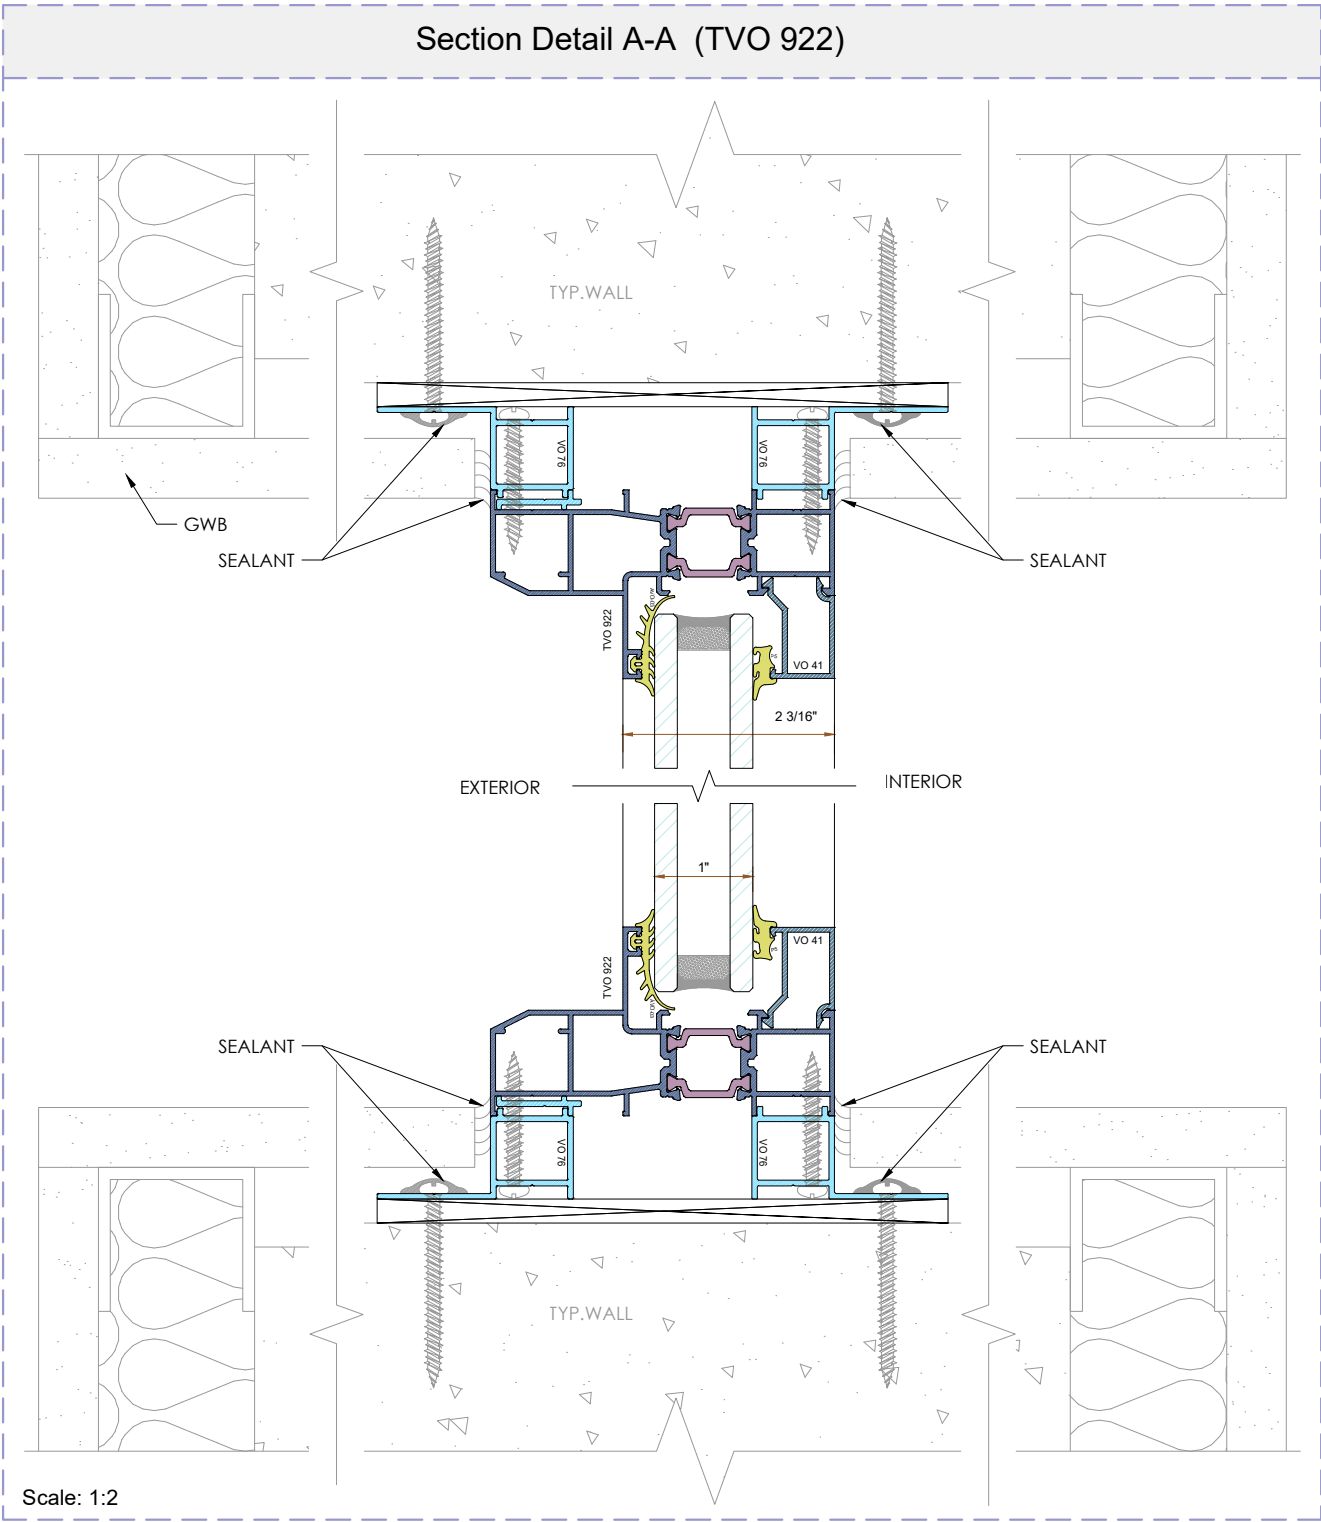 Section Detail A-A (TVO 922)
TYP.WALL
VO 76
VO 76
GWB
SEALANT
SEALANT
TVO 922
VO 41
2 3/16"
EXTERIOR
INTERIOR
1"
VO 41
TVO 922
SEALANT
SEALANT
VO 76
VO 76
TYP.WALL
Scale: 1:2